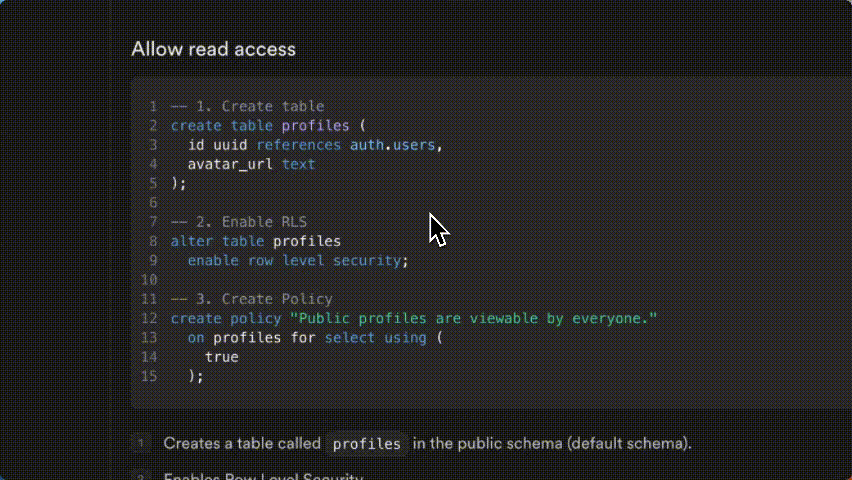 Allow read access
1 -- 1. Create table
2 create table profiles (
3 id uuid references auth.users,
4 avatar_url text
5 );
6
7 -- 2. Enable RLS
8 alter table profiles
9 enable row level security;
10
11 -- 3. Create Policy
12 create policy "Public profiles are viewable by everyone."
13 on profiles for select using (
14 true
15 );
1 Creates a table called profiles in the public schema (default schema).
2 Enables Row Level Security